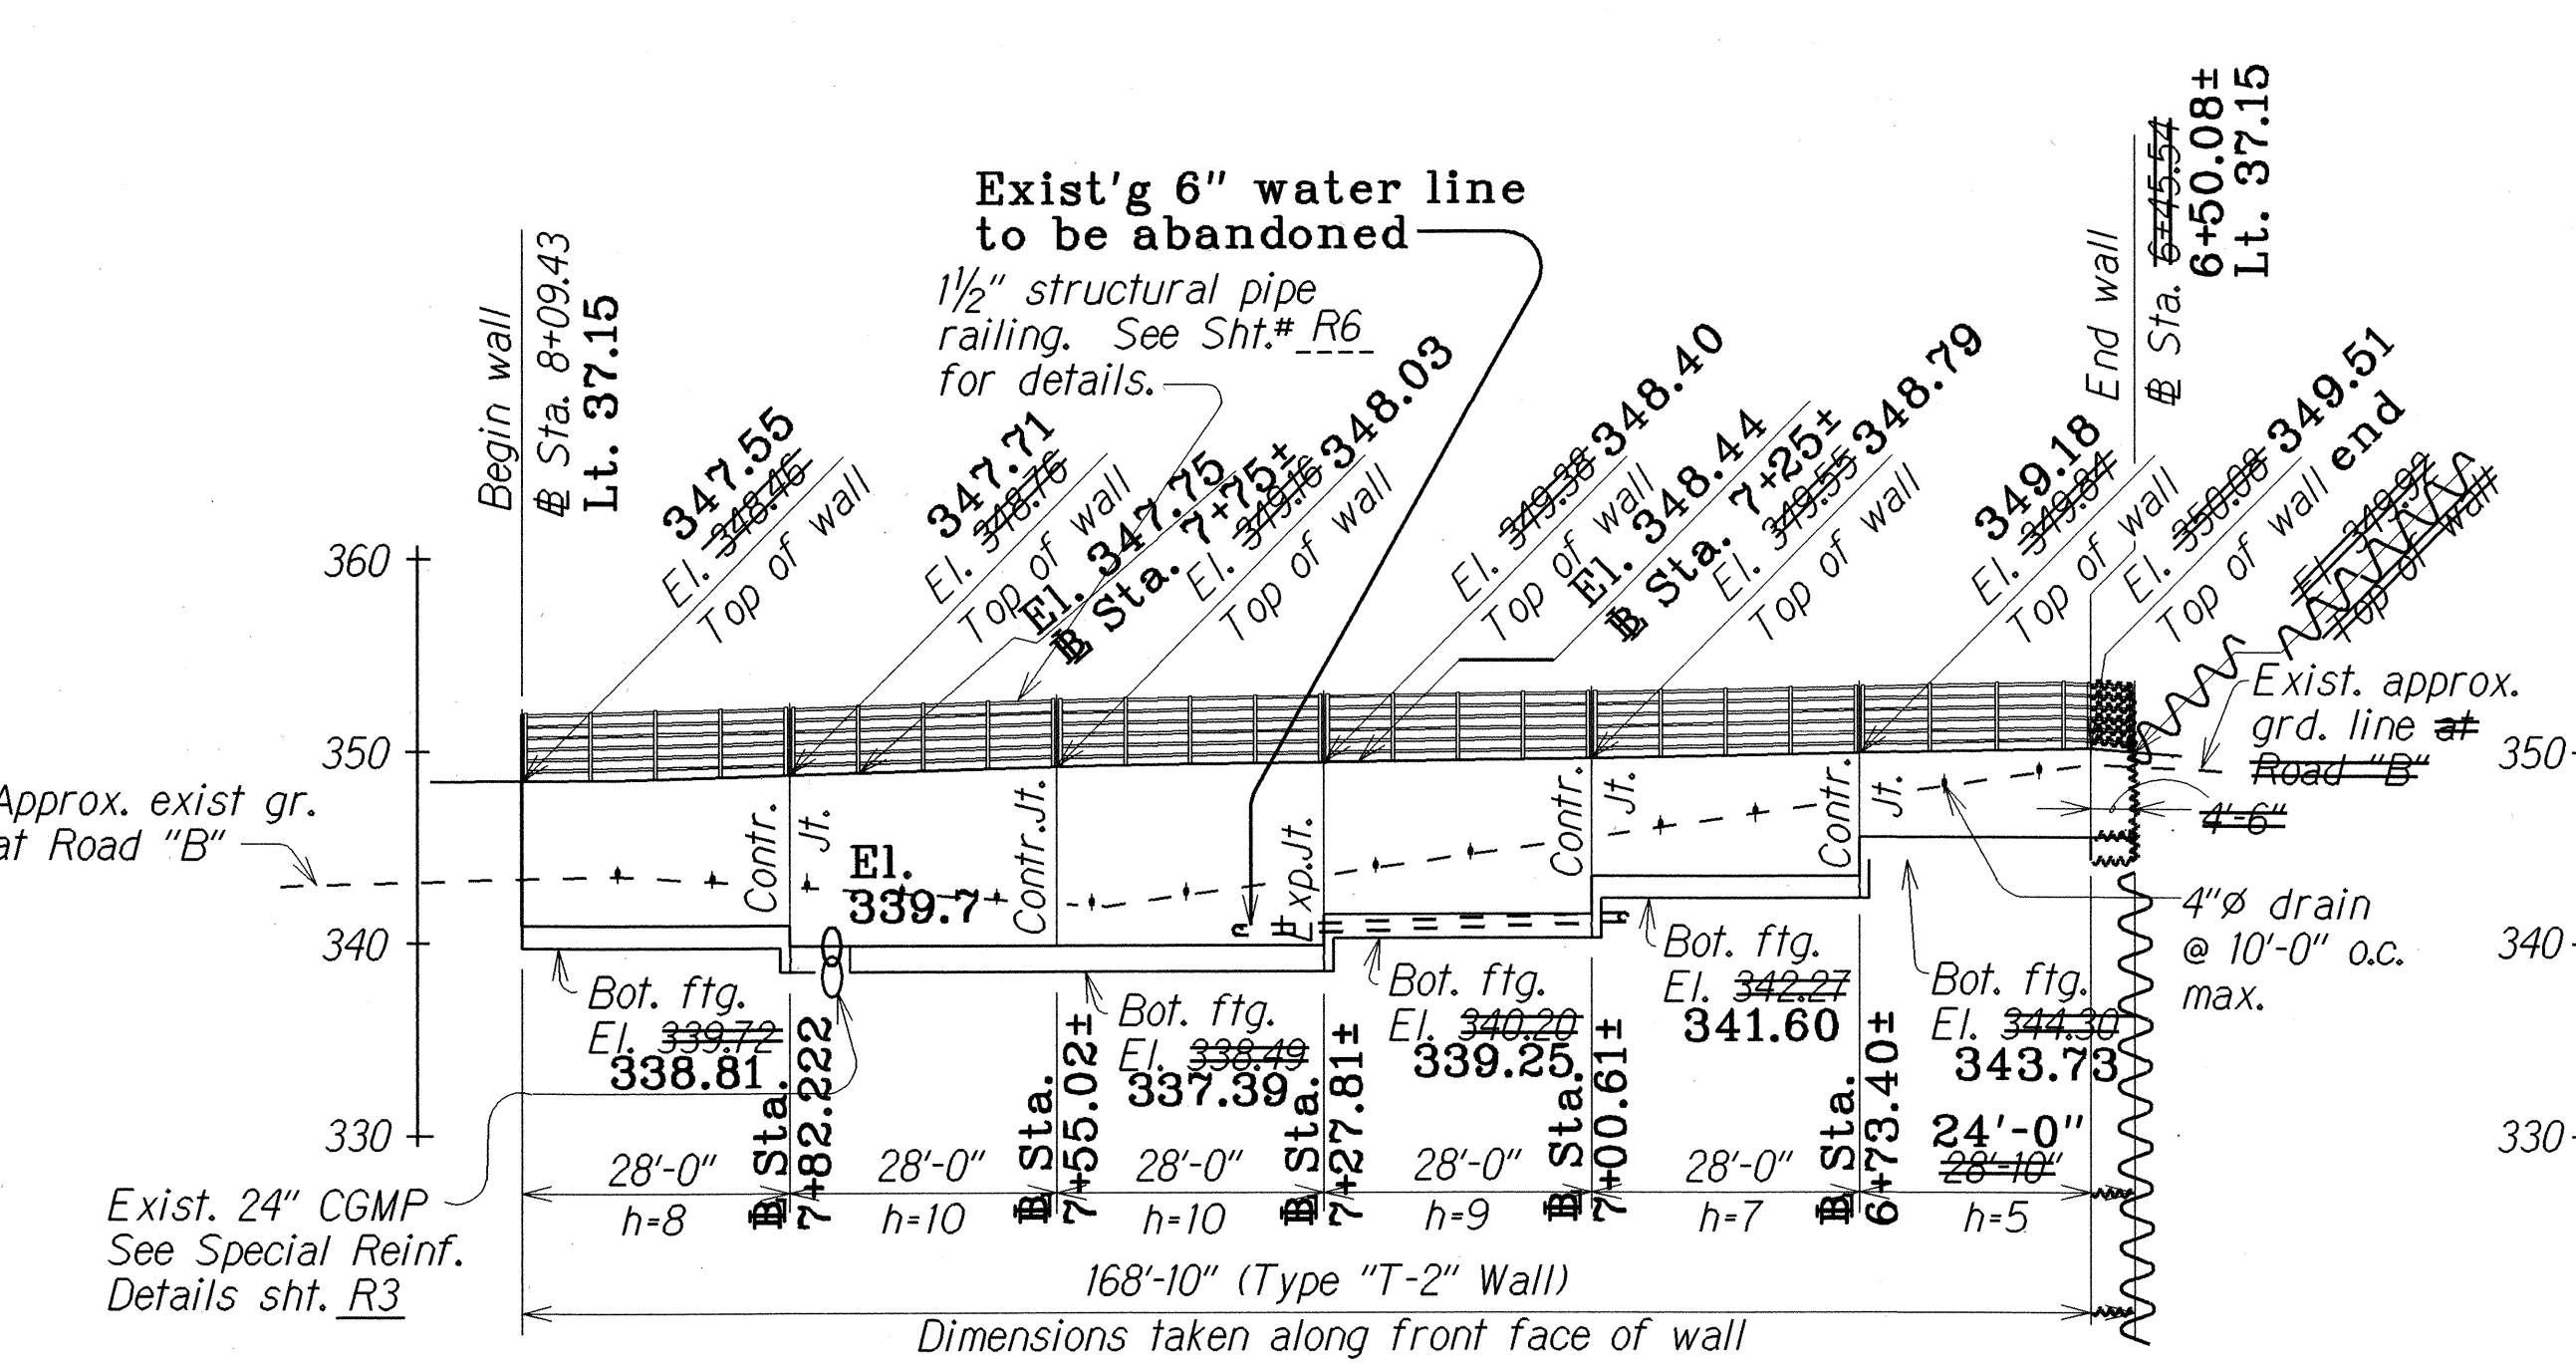 Exist'g 6" water line
to be abandoned
1½" structural pipe
railing. See Sht.# R6
for details.
Begin wall
B Sta. 8+09.43
Lt. 37.15
347.55
El. 348.46
Top of wall
347.71
El. 348.76
Top of wall
El. 347.75
B Sta. 7+75±
El. 349.16 348.03
Top of wall
El. 349.38 348.40
Top of wall
El. 348.44
B Sta. 7+25±
El. 349.55 348.79
Top of wall
349.18
El. 349.84
Top of wall
End wall
B Sta. 6+45.54
6+50.08±
Lt. 37.15
El. 350.08 349.51
Top of wall end
El. 349.92
Top of wall
360
350
340
330
350
340
330
Approx. exist gr.
at Road "B"
Exist. approx.
grd. line at
Road "B"
4'-6"
Contr.
Jt.
El.
339.7
Contr.Jt.
Exp.Jt.
Contr.
Jt.
Contr.
Jt.
4"Ø drain
@ 10'-0" o.c.
max.
Bot. ftg.
El. 339.72
338.81
Bot. ftg.
El. 338.49
337.39
Bot. ftg.
El. 340.20
339.25
Bot. ftg.
El. 342.27
341.60
Bot. ftg.
El. 344.30
343.73
B Sta.
7+82.222
B Sta.
7+55.02±
B Sta.
7+27.81±
B Sta.
7+00.61±
B Sta.
6+73.40±
28'-0"
h=8
28'-0"
h=10
28'-0"
h=10
28'-0"
h=9
28'-0"
h=7
24'-0"
28'-10"
h=5
Exist. 24" CGMP
See Special Reinf.
Details sht. R3
168'-10" (Type "T-2" Wall)
Dimensions taken along front face of wall